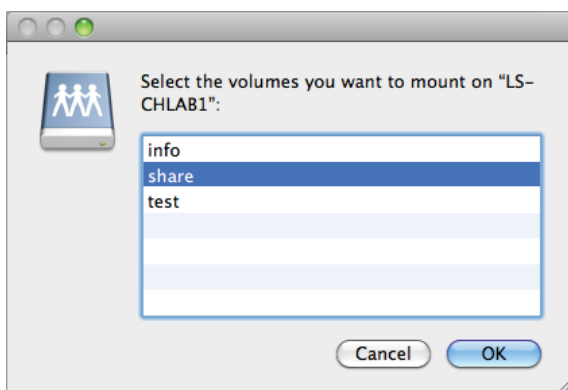 Select the volumes you want to mount on “LS-
CHLAB1”:
info
share
test
Cancel
OK